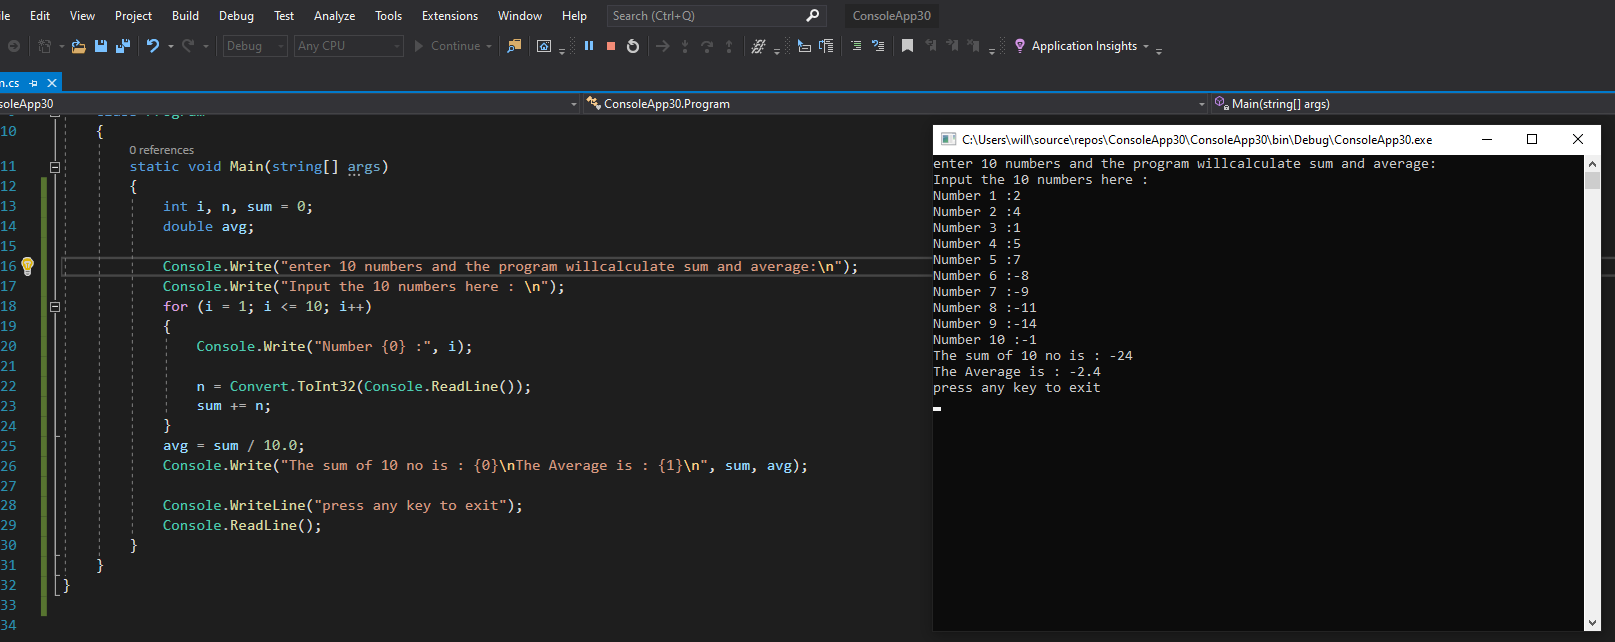 Edit View Project Build Debug Test Analyze Tools Extensions Window Help Search (Ctrl+Q) ConsoleApp30
Debug Any CPU Continue Application Insights
ConsoleApp30.Program Main(string[] args)
10 {
0 references
11 static void Main(string[] args)
12 {
13 int i, n, sum = 0;
14 double avg;
15
16 Console.Write("enter 10 numbers and the program willcalculate sum and average:\n");
17 Console.Write("Input the 10 numbers here : \n");
18 for (i = 1; i <= 10; i++)
19 {
20 Console.Write("Number {0} :", i);
21
22 n = Convert.ToInt32(Console.ReadLine());
23 sum += n;
24 }
25 avg = sum / 10.0;
26 Console.Write("The sum of 10 no is : {0}\nThe Average is : {1}\n", sum, avg);
27
28 Console.WriteLine("press any key to exit");
29 Console.ReadLine();
30 }
31 }
32 }
33
34
C:\Users\will\source\repos\ConsoleApp30\ConsoleApp30\bin\Debug\ConsoleApp30.exe
enter 10 numbers and the program willcalculate sum and average:
Input the 10 numbers here :
Number 1 :2
Number 2 :4
Number 3 :1
Number 4 :5
Number 5 :7
Number 6 :-8
Number 7 :-9
Number 8 :-11
Number 9 :-14
Number 10 :-1
The sum of 10 no is : -24
The Average is : -2.4
press any key to exit